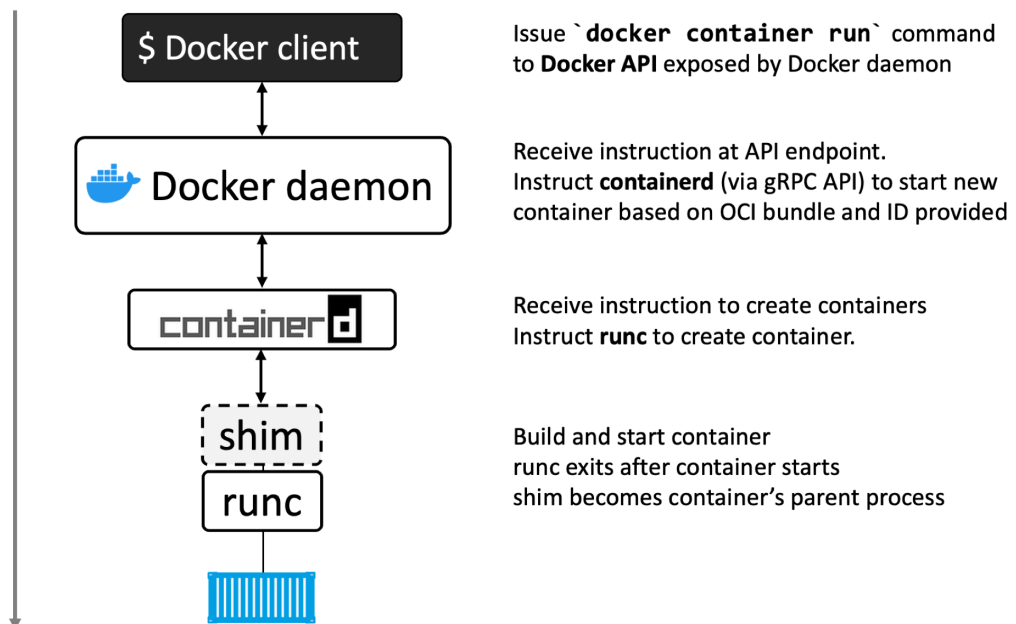 $ Docker client
Issue `docker container run` command
to Docker API exposed by Docker daemon
Docker daemon
Receive instruction at API endpoint.
Instruct containerd (via gRPC API) to start new
container based on OCI bundle and ID provided
containerd
Receive instruction to create containers
Instruct runc to create container.
shim
runc
Build and start container
runc exits after container starts
shim becomes container’s parent process